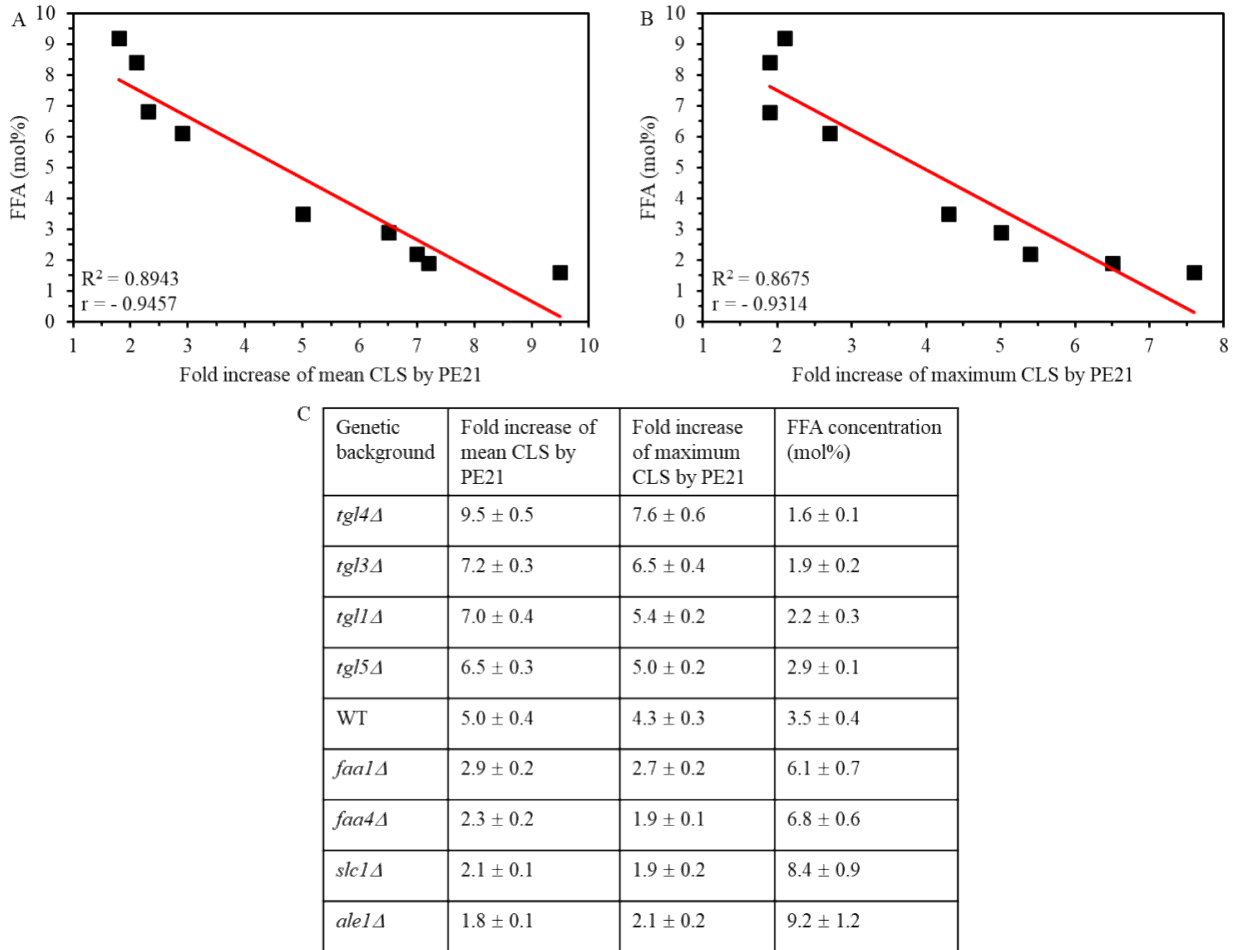 A
10
9
8
7
6
5
4
3
2
1
0
FFA (mol%)
R² = 0.8943
r = - 0.9457
1 2 3 4 5 6 7 8 9 10
Fold increase of mean CLS by PE21
B
10
9
8
7
6
5
4
3
2
1
0
FFA (mol%)
R² = 0.8675
r = - 0.9314
1 2 3 4 5 6 7 8
Fold increase of maximum CLS by PE21
C
Genetic background | Fold increase of mean CLS by PE21 | Fold increase of maximum CLS by PE21 | FFA concentration (mol%)
tgl4Δ 9.5 ± 0.5 7.6 ± 0.6 1.6 ± 0.1
tgl3Δ 7.2 ± 0.3 6.5 ± 0.4 1.9 ± 0.2
tgl1Δ 7.0 ± 0.4 5.4 ± 0.2 2.2 ± 0.3
tgl5Δ 6.5 ± 0.3 5.0 ± 0.2 2.9 ± 0.1
WT 5.0 ± 0.4 4.3 ± 0.3 3.5 ± 0.4
faa1Δ 2.9 ± 0.2 2.7 ± 0.2 6.1 ± 0.7
faa4Δ 2.3 ± 0.2 1.9 ± 0.1 6.8 ± 0.6
slc1Δ 2.1 ± 0.1 1.9 ± 0.2 8.4 ± 0.9
ale1Δ 1.8 ± 0.1 2.1 ± 0.2 9.2 ± 1.2